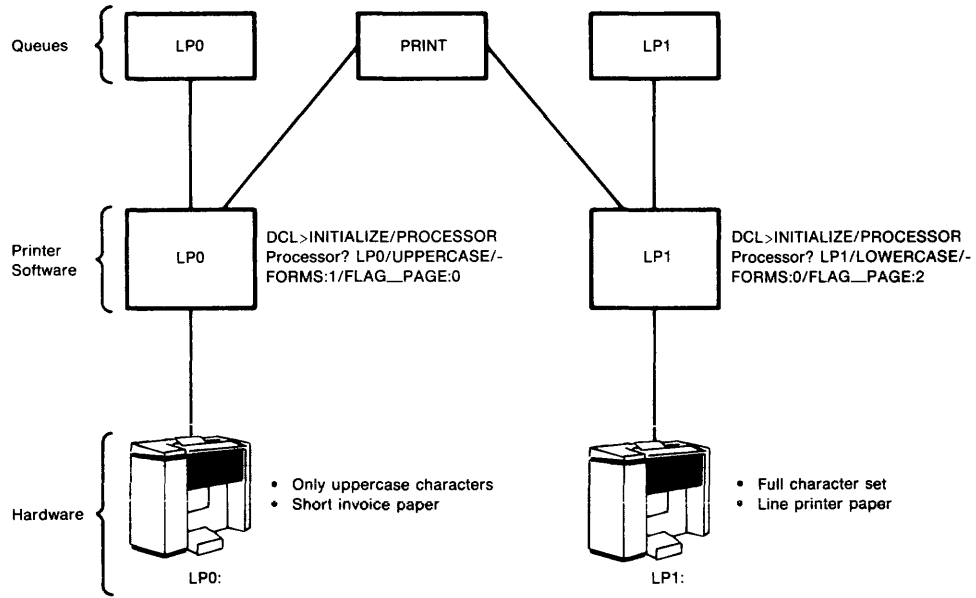 Queues
LP0
PRINT
LP1
Printer
Software
LP0
DCL>INITIALIZE/PROCESSOR
Processor? LP0/UPPERCASE/-
FORMS:1/FLAG__PAGE:0
LP1
DCL>INITIALIZE/PROCESSOR
Processor? LP1/LOWERCASE/-
FORMS:0/FLAG__PAGE:2
Hardware
• Only uppercase characters
• Short invoice paper
LP0:
• Full character set
• Line printer paper
LP1: